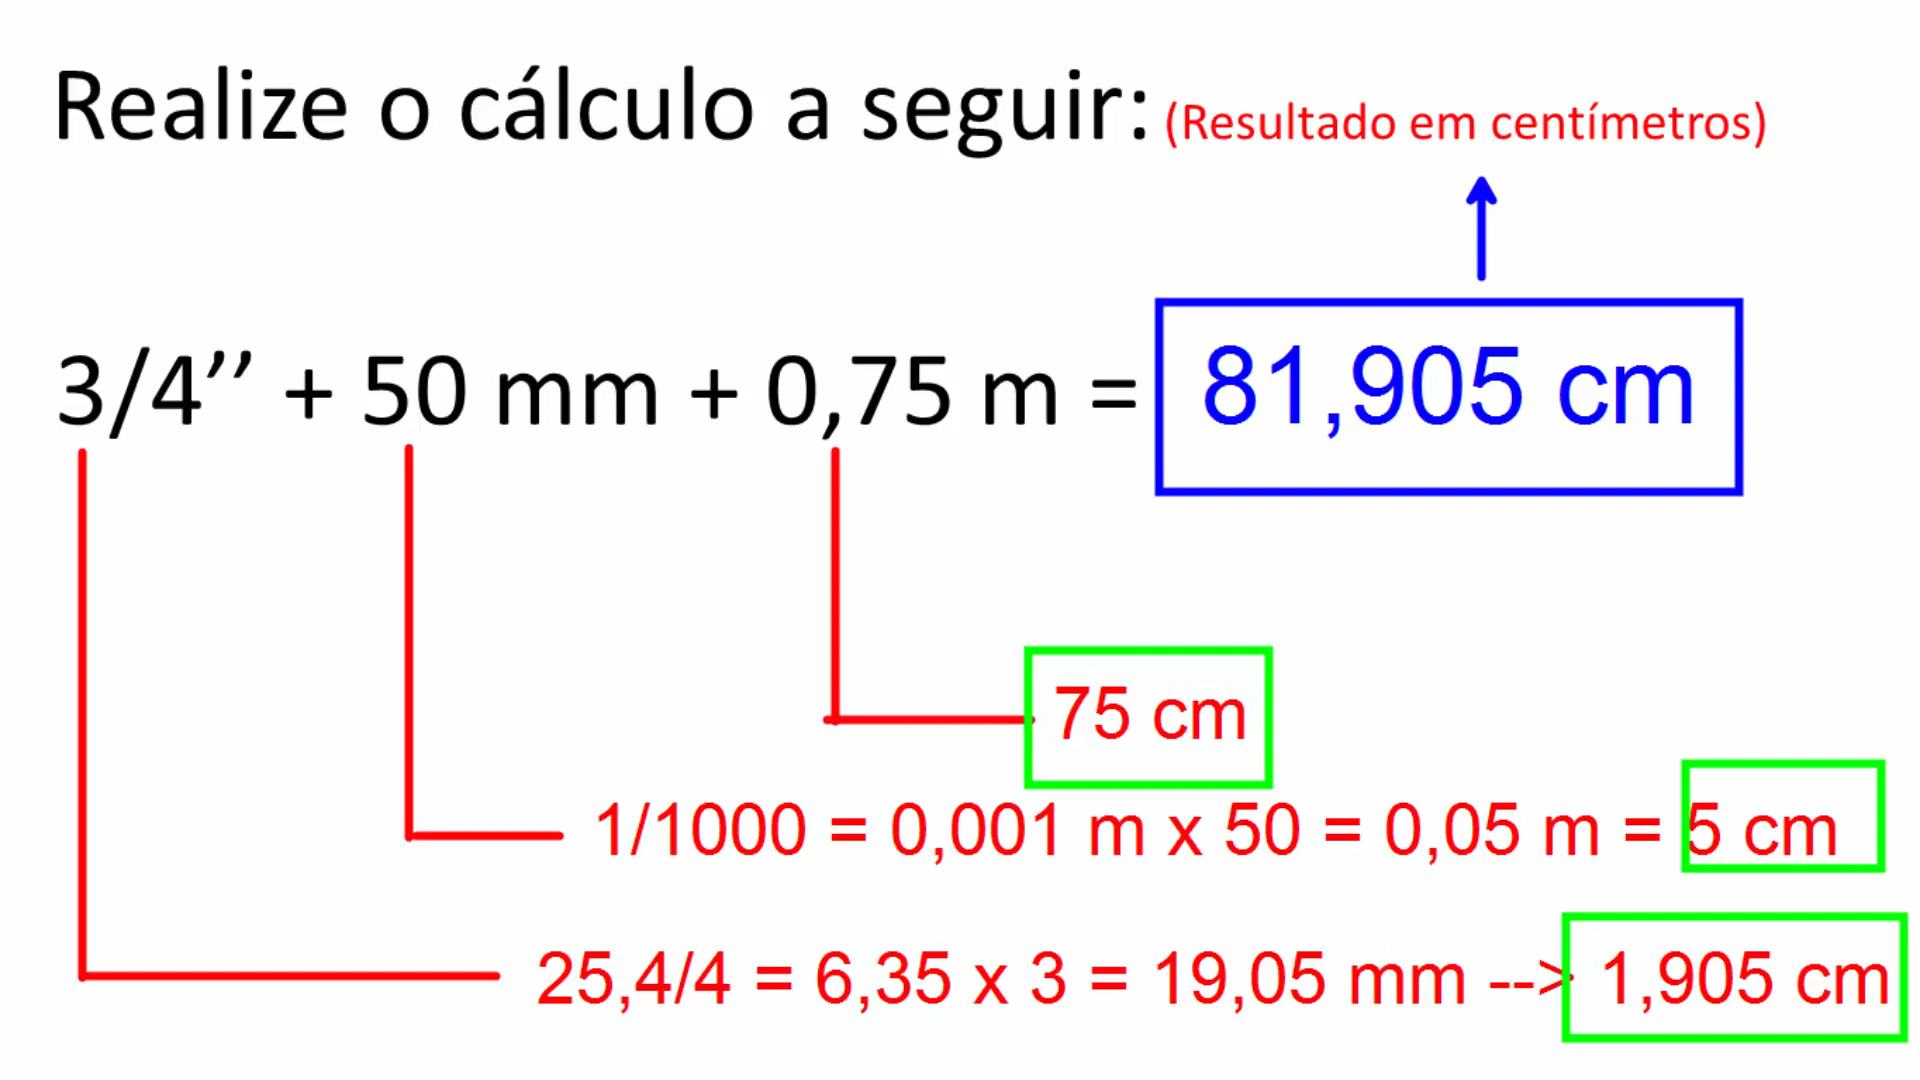 Realize o cálculo a seguir: (Resultado em centímetros)
3/4’’ + 50 mm + 0,75 m = 81,905 cm
75 cm
1/1000 = 0,001 m x 50 = 0,05 m = 5 cm
25,4/4 = 6,35 x 3 = 19,05 mm --> 1,905 cm